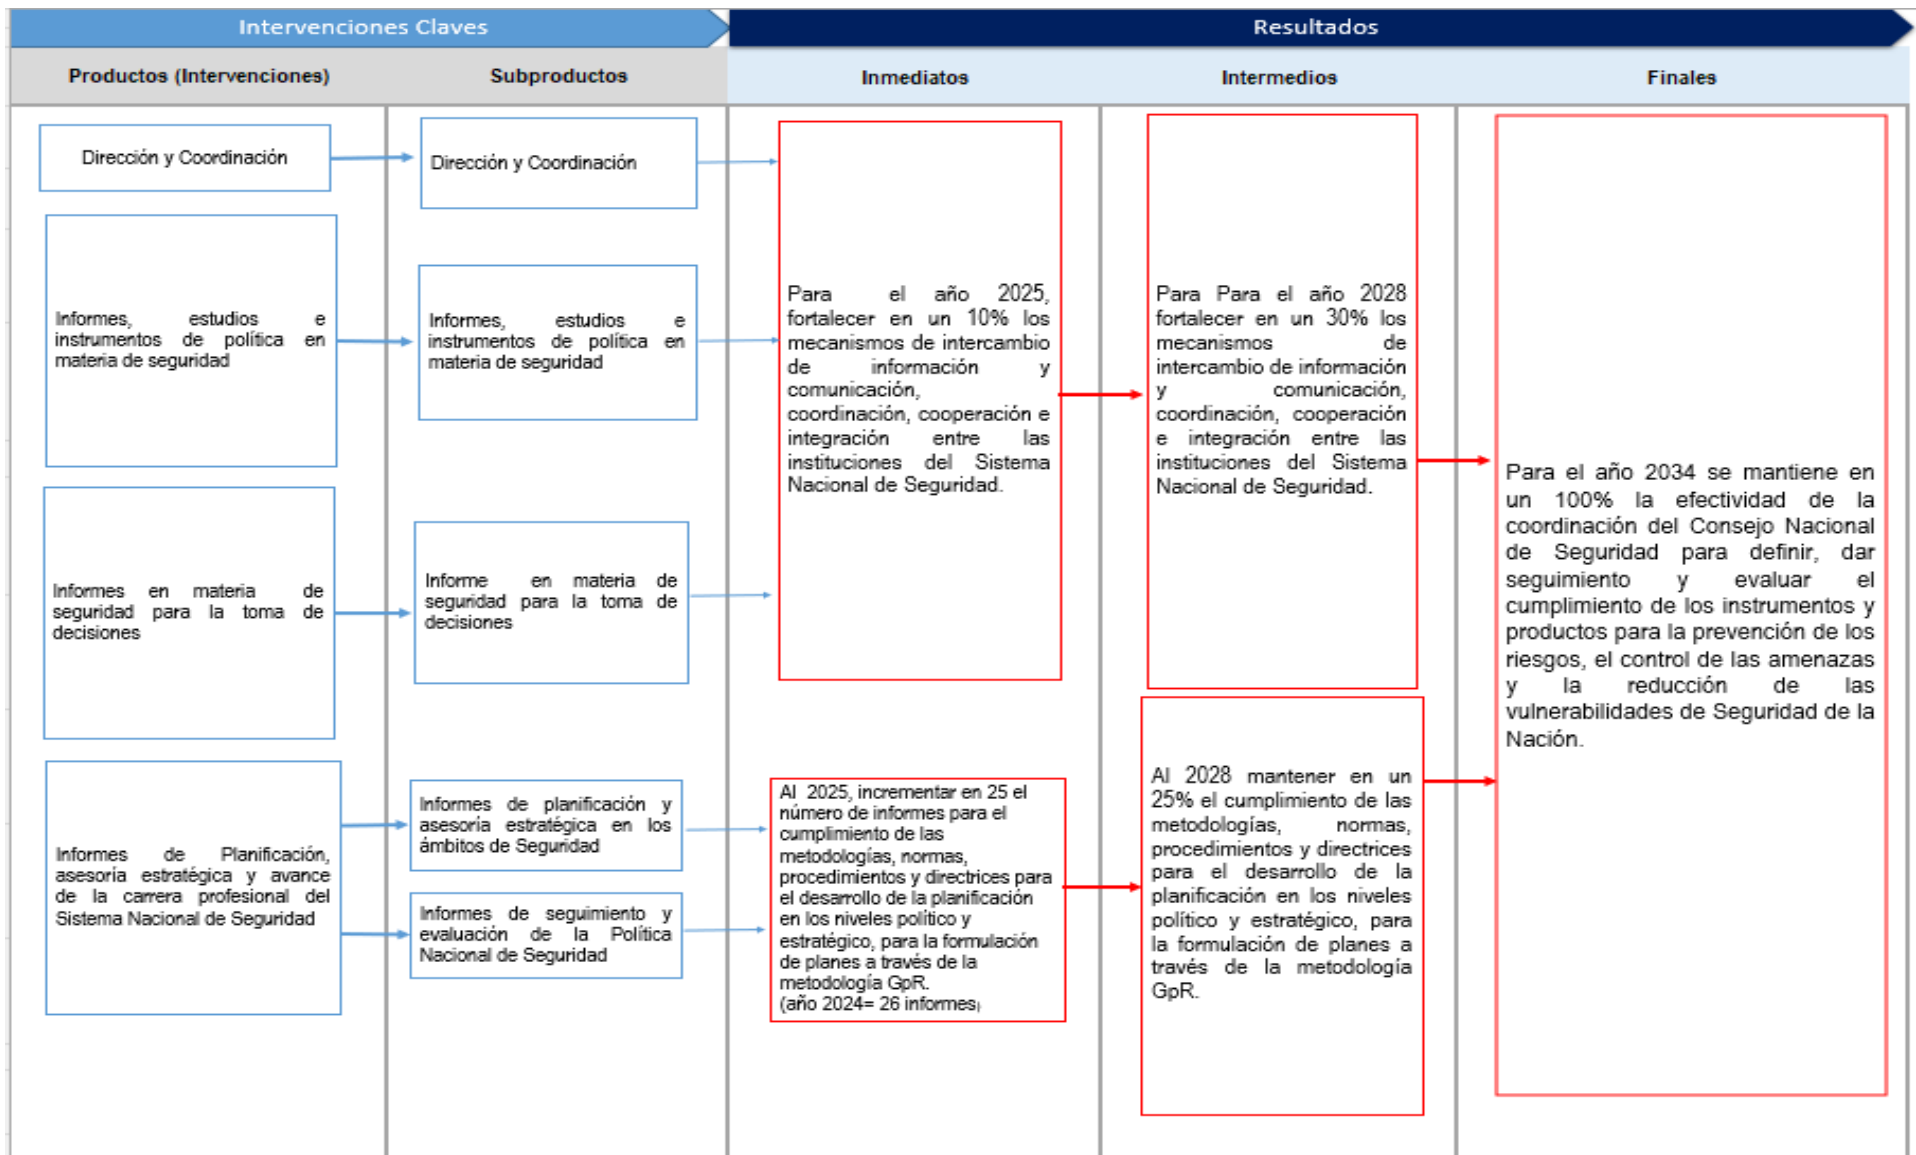 Intervenciones Claves
Resultados
Productos (Intervenciones)
Subproductos
Inmediatos
Intermedios
Finales
Dirección y Coordinación
Informes, estudios e
instrumentos de política en
materia de seguridad
Informes en materia de
seguridad para la toma de
decisiones
Informes de Planificación,
asesoría estratégica y avance
de la carrera profesional del
Sistema Nacional de Seguridad
Dirección y Coordinación
Informes, estudios e
instrumentos de política en
materia de seguridad
Informe en materia de
seguridad para la toma de
decisiones
Informes de planificación y
asesoría estratégica en los
ámbitos de Seguridad
Informes de seguimiento y
evaluación de la Política
Nacional de Seguridad
Para el año 2025,
fortalecer en un 10% los
mecanismos de intercambio
de información y
comunicación,
coordinación, cooperación e
integración entre las
instituciones del Sistema
Nacional de Seguridad.
Al 2025, incrementar en 25 el
número de informes para el
cumplimiento de las
metodologías, normas,
procedimientos y directrices para
el desarrollo de la planificación
en los niveles político y
estratégico, para la formulación
de planes a través de la
metodología GpR.
(año 2024= 26 informes)
Para Para el año 2028
fortalecer en un 30% los
mecanismos de
intercambio de información
y comunicación,
coordinación, cooperación
e integración entre las
instituciones del Sistema
Nacional de Seguridad.
Al 2028 mantener en un
25% el cumplimiento de las
metodologías, normas,
procedimientos y directrices
para el desarrollo de la
planificación en los niveles
político y estratégico, para
la formulación de planes a
través de la metodología
GpR.
Para el año 2034 se mantiene en
un 100% la efectividad de la
coordinación del Consejo Nacional
de Seguridad para definir, dar
seguimiento y evaluar el
cumplimiento de los instrumentos y
productos para la prevención de los
riesgos, el control de las amenazas
y la reducción de las
vulnerabilidades de Seguridad de la
Nación.